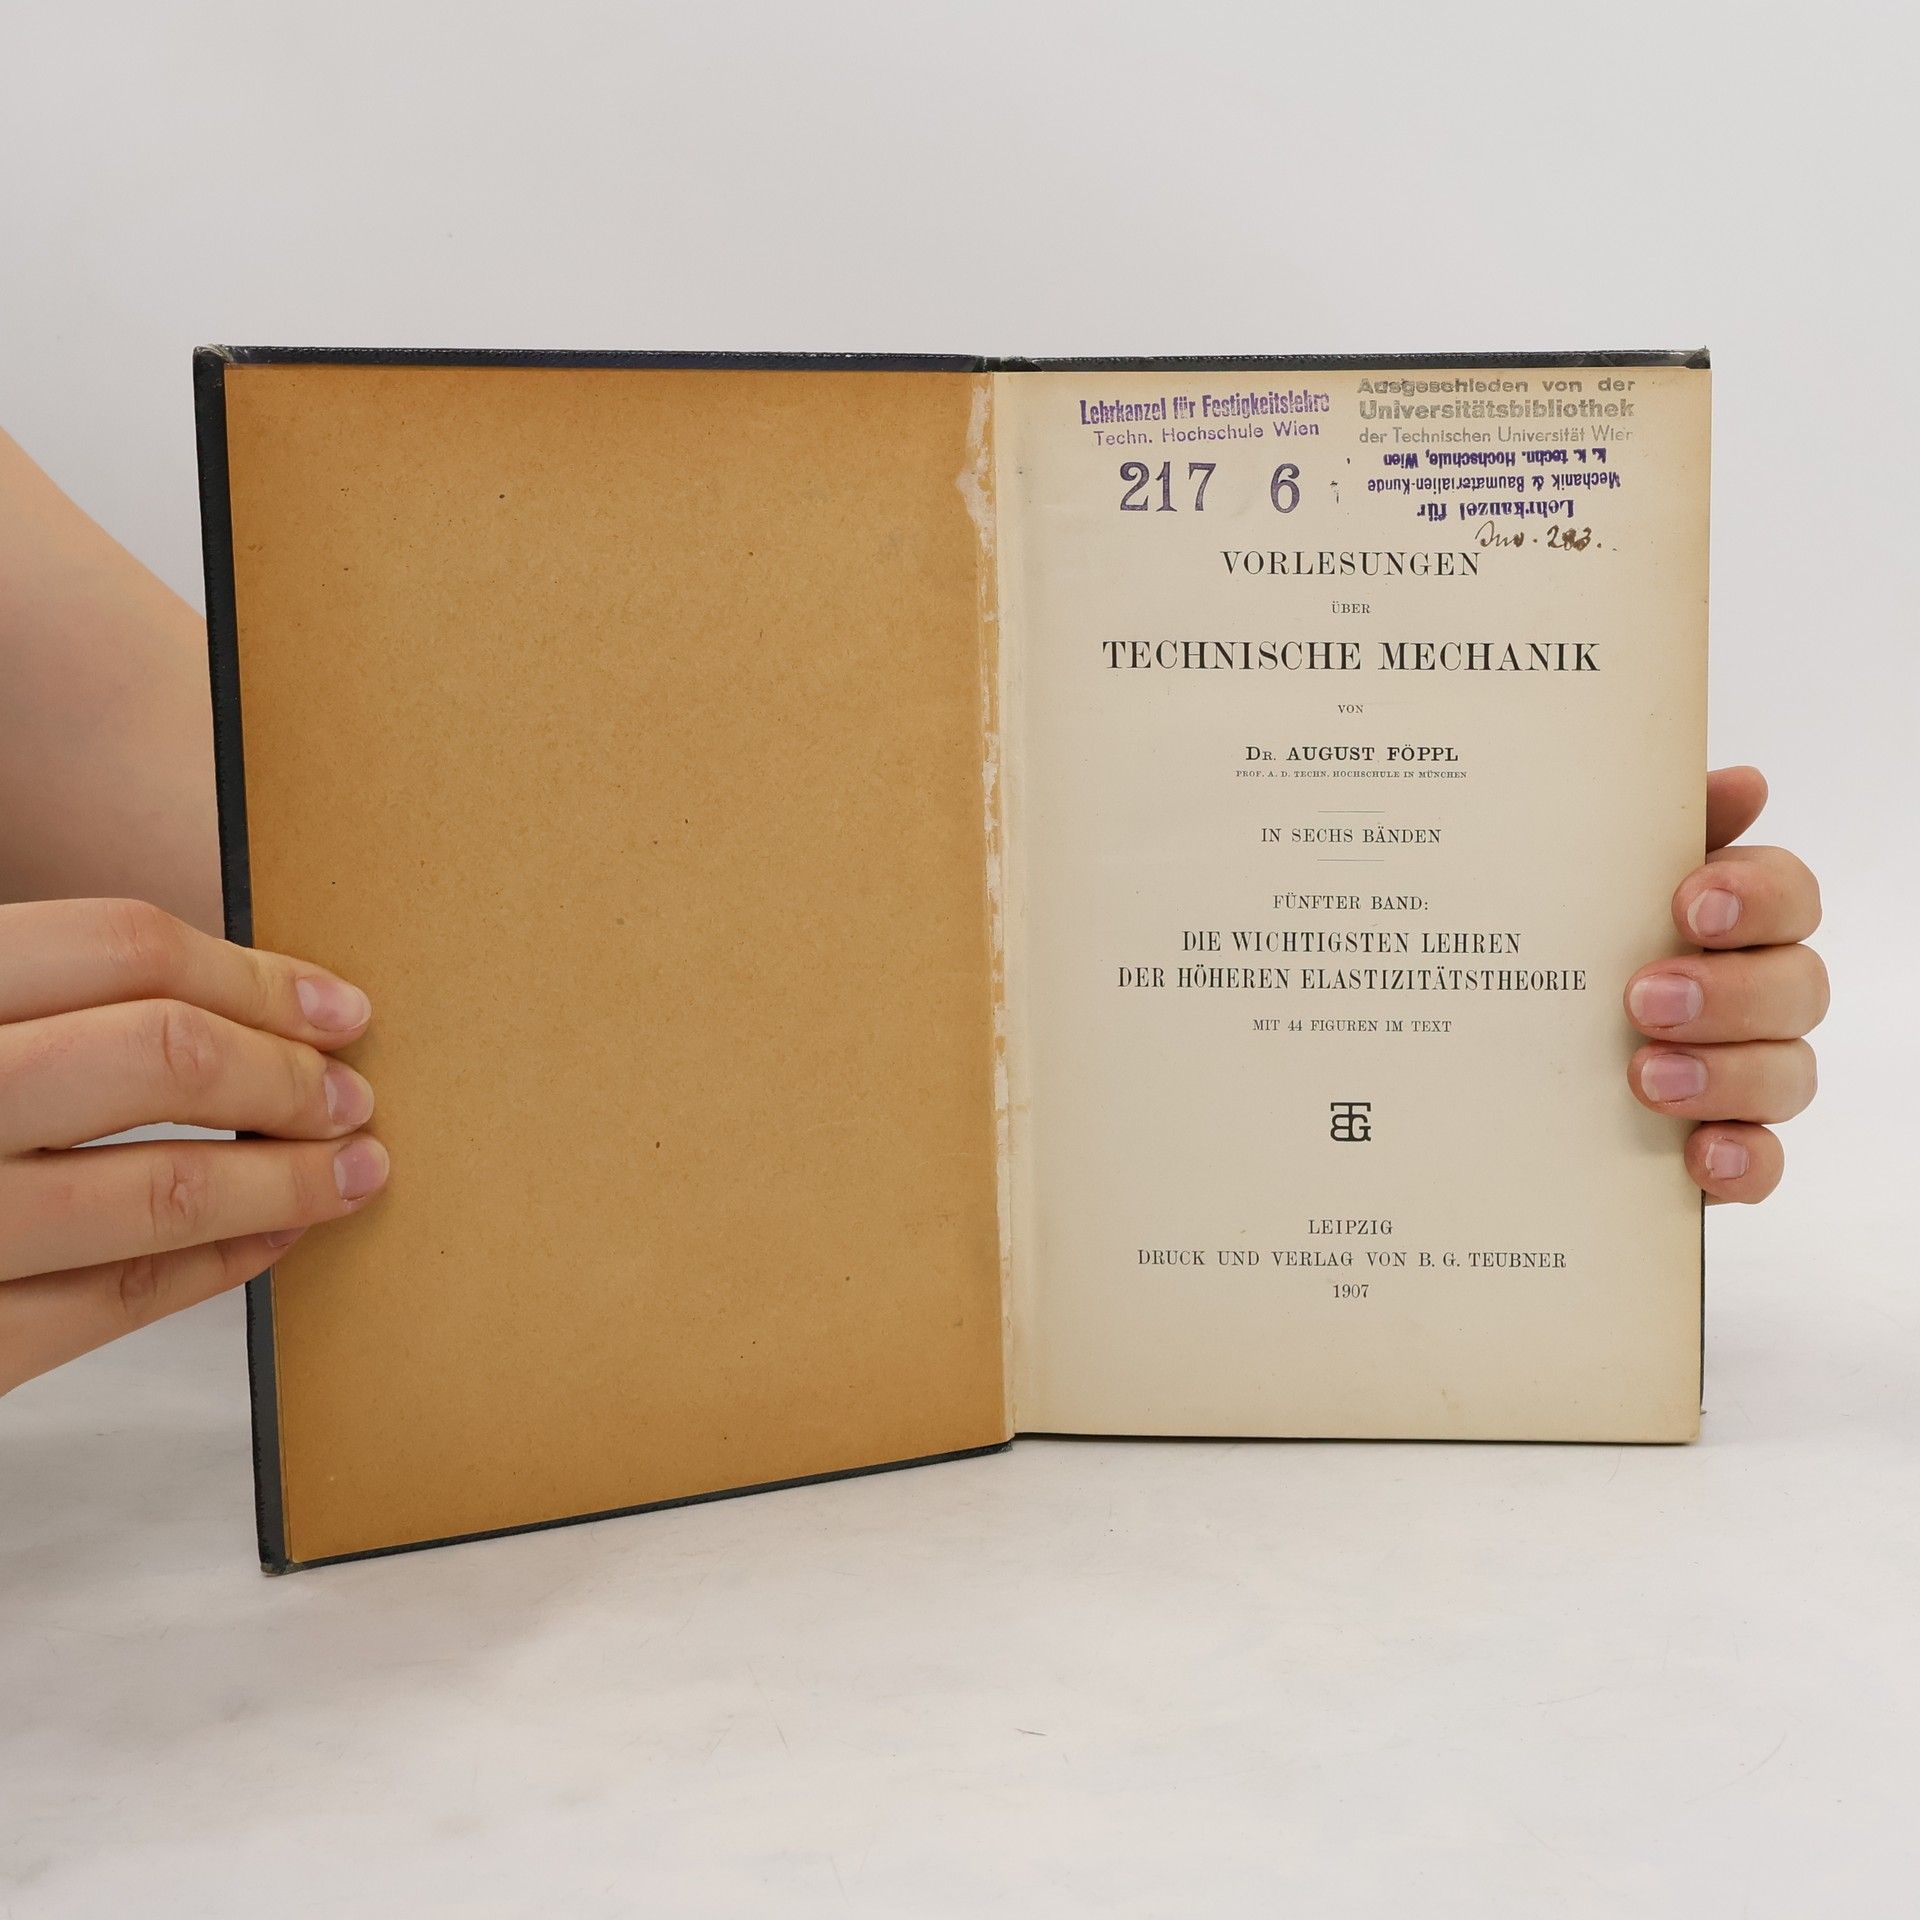 Lehrkanzel für Festigkeitslehre
Techn. Hochschule Wien
217 6
Ausgeschieden von der
Universitätsbibliothek
der Technischen Universität Wien
Lehrkanzel für
Mechanik & Baumaterialien-Kunde
k. k. techn. Hochschule, Wien
Inv. 283.
VORLESUNGEN
ÜBER
TECHNISCHE MECHANIK
VON
DR. AUGUST FÖPPL
PROF. A. D. TECHN. HOCHSCHULE IN MÜNCHEN
IN SECHS BÄNDEN
FÜNFTER BAND:
DIE WICHTIGSTEN LEHREN
DER HÖHEREN ELASTIZITÄTSTHEORIE
MIT 44 FIGUREN IM TEXT
BTG
LEIPZIG
DRUCK UND VERLAG VON B. G. TEUBNER
1907